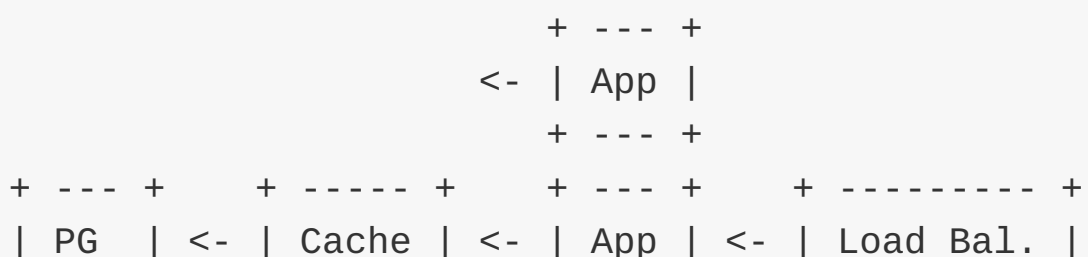 + --- +
                     <- | App |
                        + --- +
+ --- +    + ----- +    + --- +    + --------- +
| PG  | <- | Cache | <- | App | <- | Load Bal. |